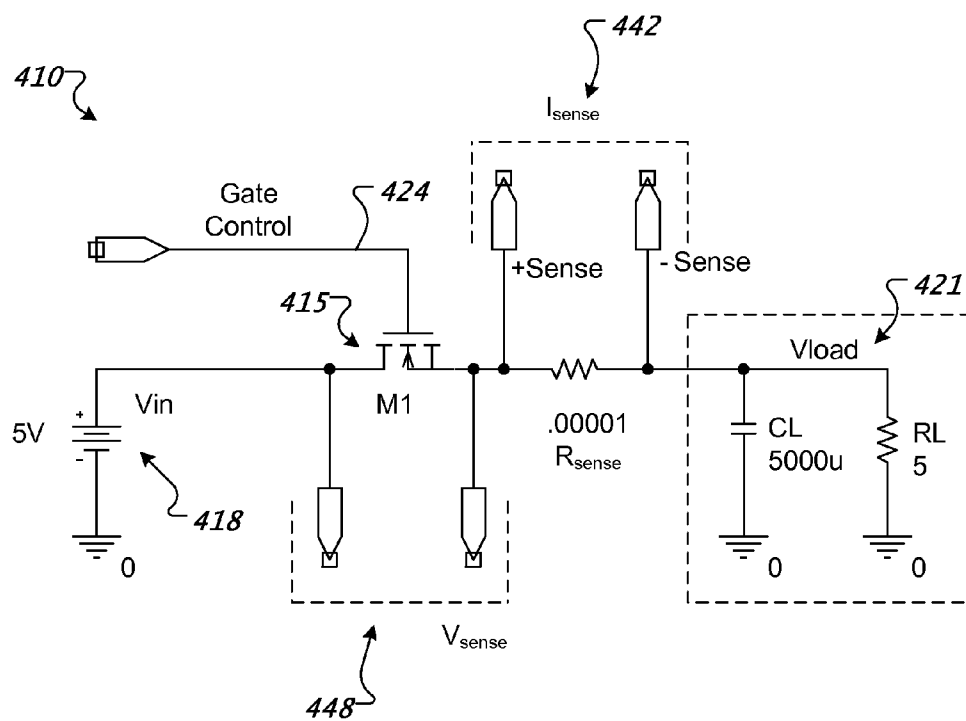 442
410
Isense
Gate
Control
424
+Sense
- Sense
421
415
Vload
+
Vin
M1
5V
-
.00001
Rsense
CL
5000u
RL
5
418
0
0
0
Vsense
448